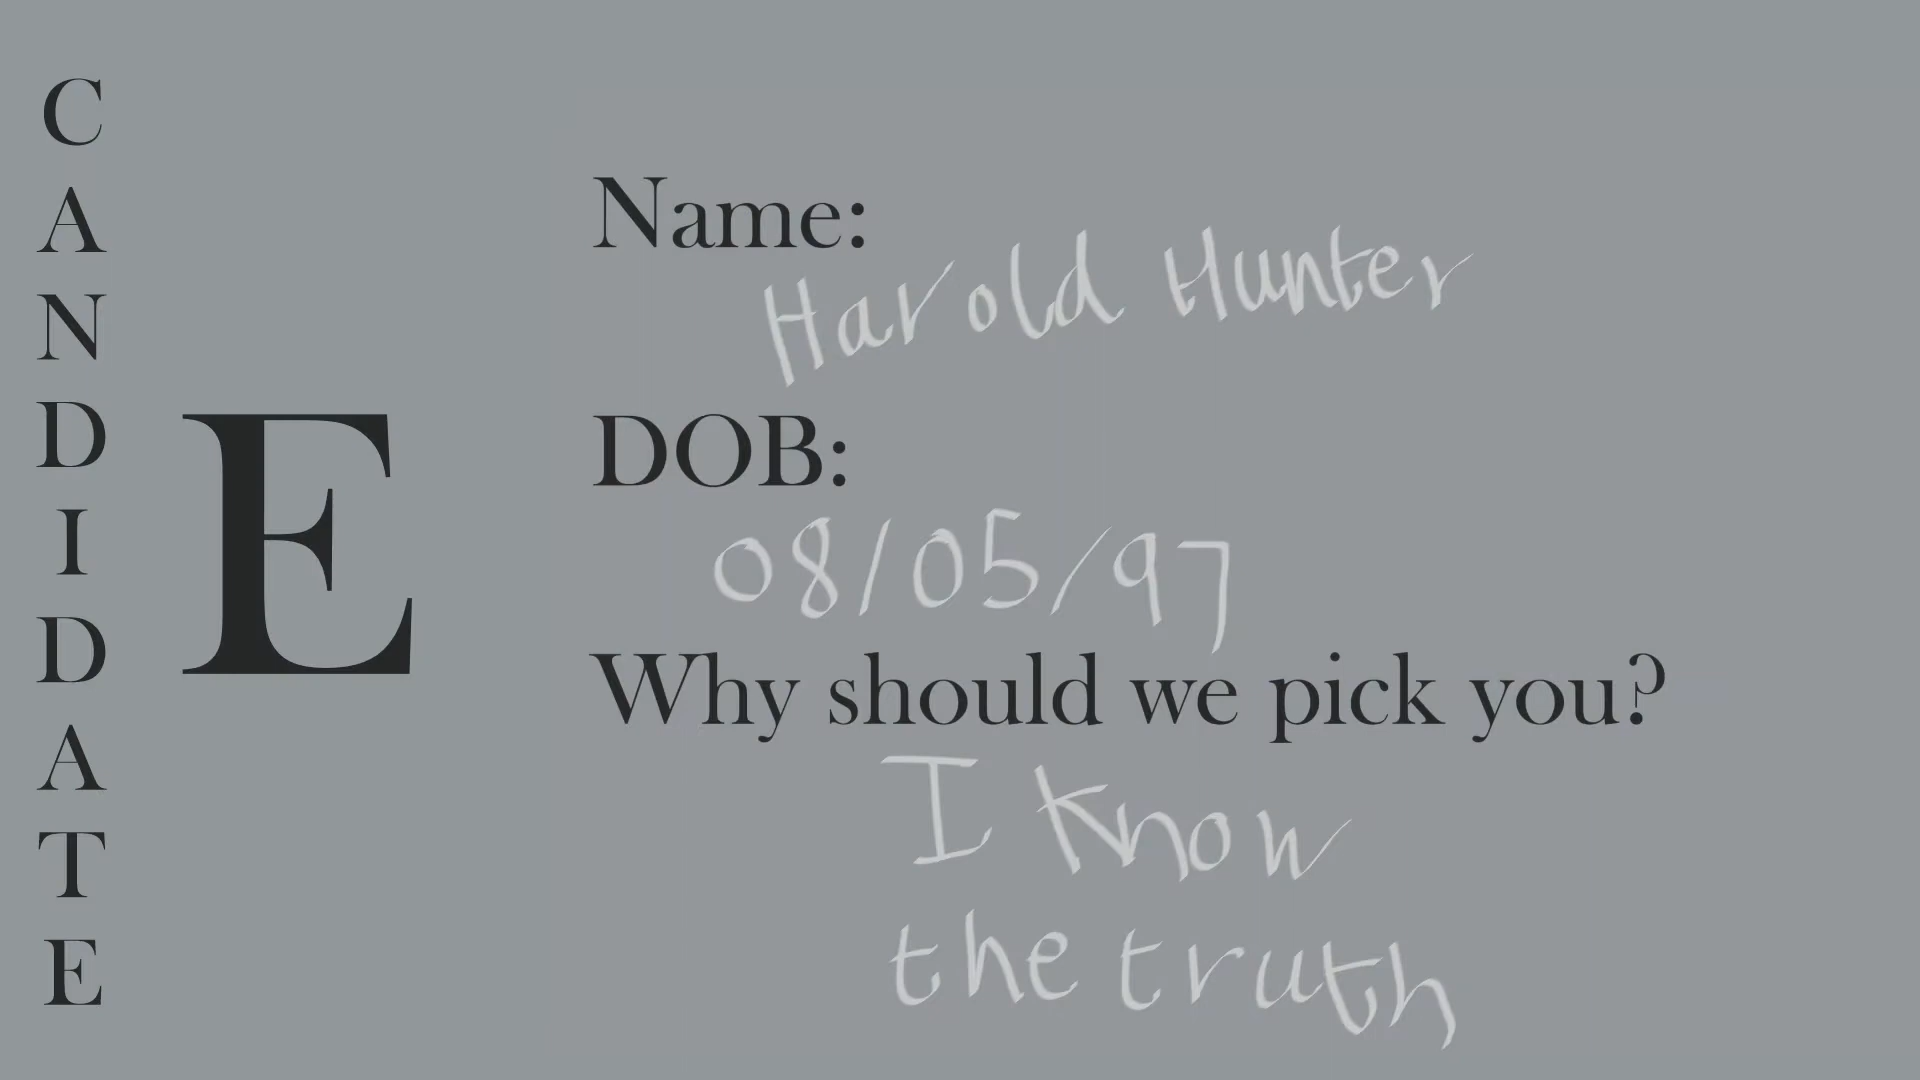 CANDIDATE
E
Name:
Harold Hunter
DOB:
08/05/97
Why should we pick you?
I know
the truth